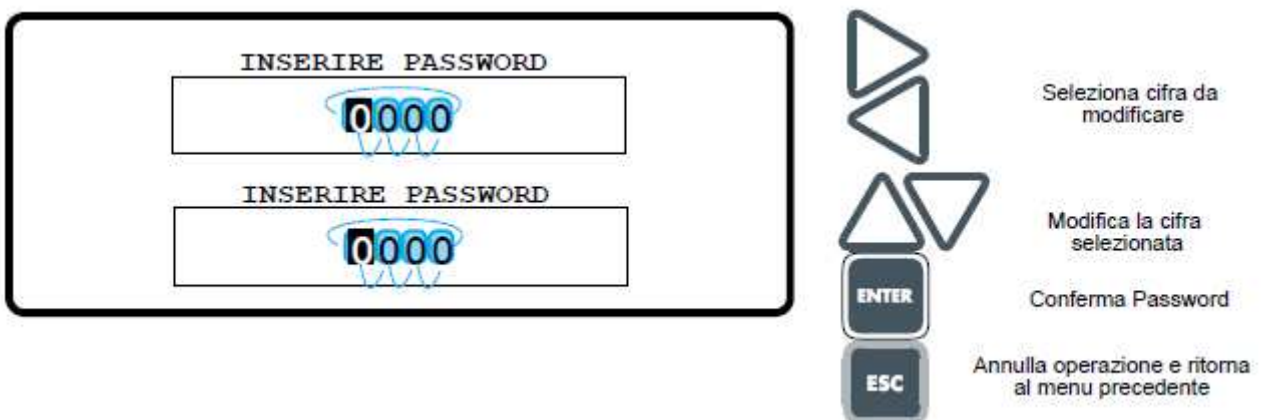 INSERIRE PASSWORD
0000
INSERIRE PASSWORD
0000
Seleziona cifra da
modificare
Modifica la cifra
selezionata
ENTER
Conferma Password
ESC
Annulla operazione e ritorna
al menu precedente